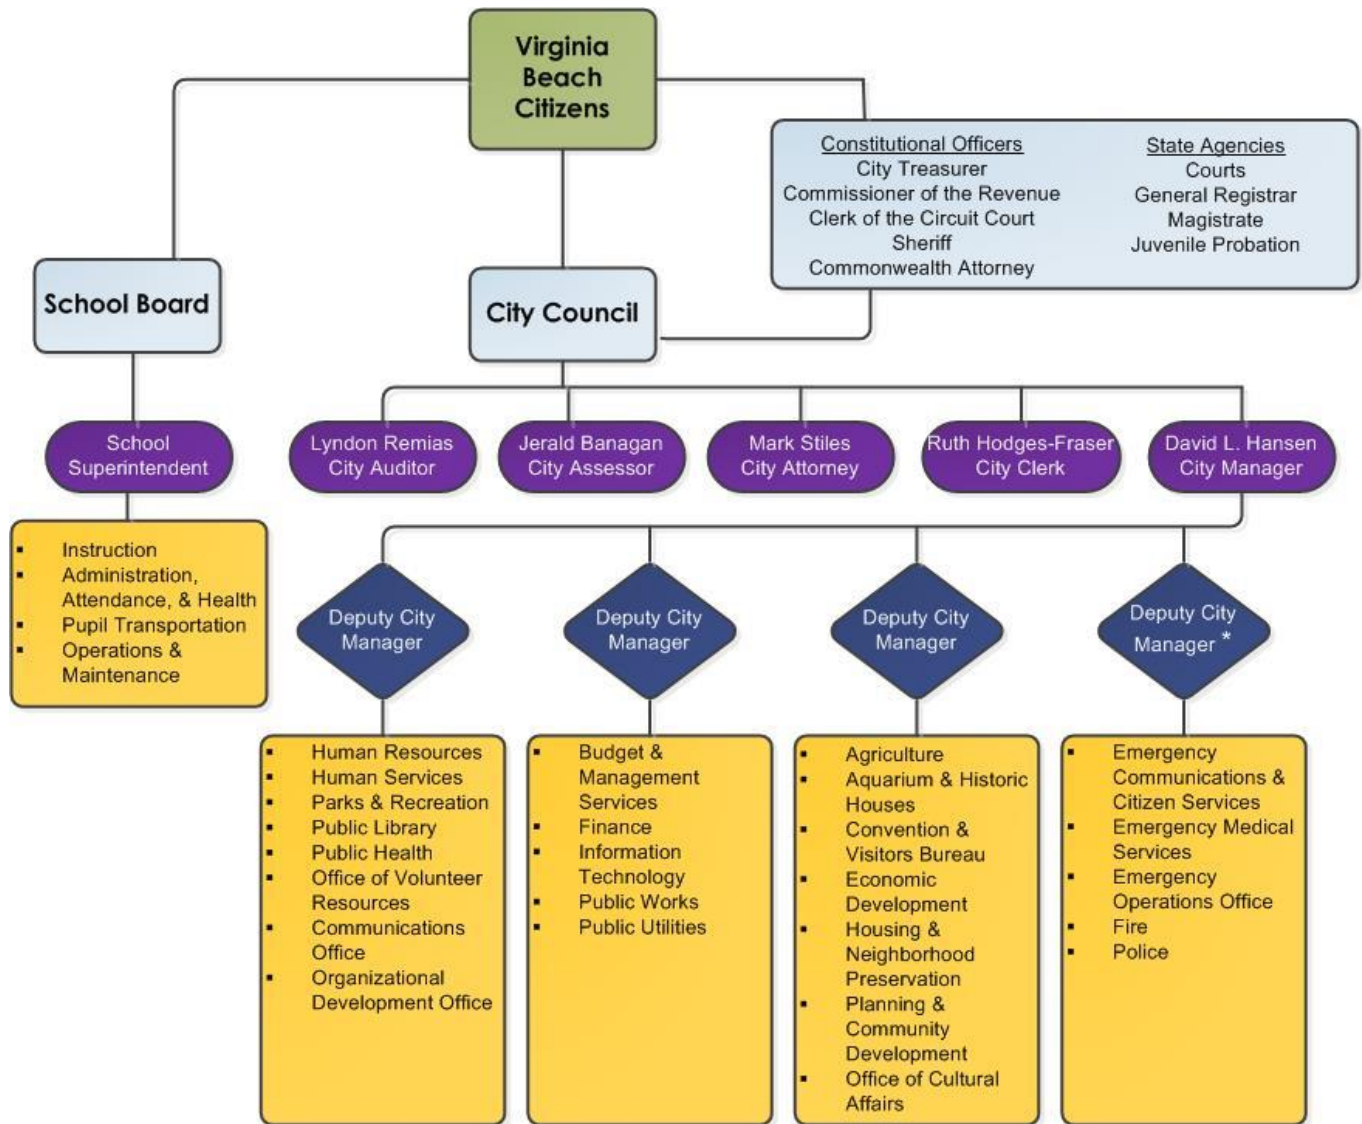 Virginia
Beach
Citizens
Constitutional Officers
City Treasurer
Commissioner of the Revenue
Clerk of the Circuit Court
Sheriff
Commonwealth Attorney
State Agencies
Courts
General Registrar
Magistrate
Juvenile Probation
School Board
City Council
School
Superintendent
Lyndon Remias
City Auditor
Jerald Banagan
City Assessor
Mark Stiles
City Attorney
Ruth Hodges-Fraser
City Clerk
David L. Hansen
City Manager
▪ Instruction
▪ Administration,
Attendance, & Health
▪ Pupil Transportation
▪ Operations &
Maintenance
Deputy City
Manager
Deputy City
Manager
Deputy City
Manager
Deputy City
Manager *
▪ Human Resources
▪ Human Services
▪ Parks & Recreation
▪ Public Library
▪ Public Health
▪ Office of Volunteer
Resources
▪ Communications
Office
▪ Organizational
Development Office
▪ Budget &
Management
Services
▪ Finance
▪ Information
Technology
▪ Public Works
▪ Public Utilities
▪ Agriculture
▪ Aquarium & Historic
Houses
▪ Convention &
Visitors Bureau
▪ Economic
Development
▪ Housing &
Neighborhood
Preservation
▪ Planning &
Community
Development
▪ Office of Cultural
Affairs
▪ Emergency
Communications &
Citizen Services
▪ Emergency Medical
Services
▪ Emergency
Operations Office
▪ Fire
▪ Police